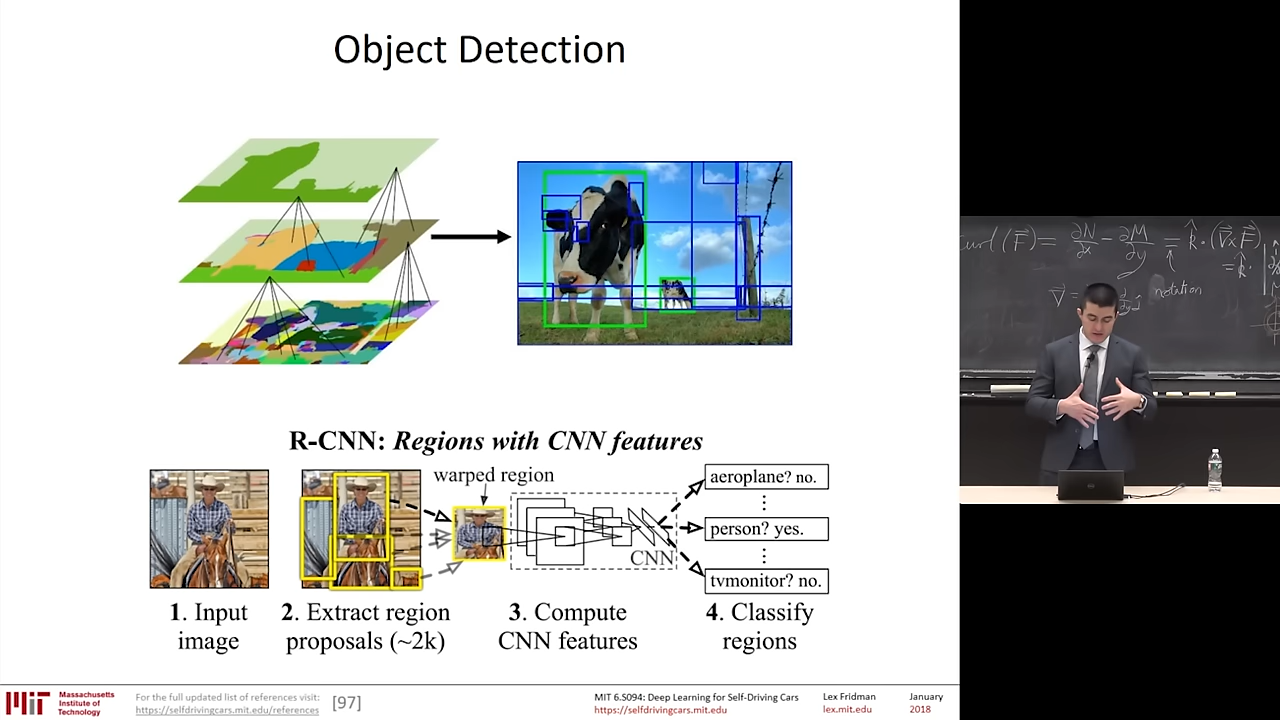 Object Detection
R-CNN: Regions with CNN features
warped region
aeroplane? no.
person? yes.
CNN
tvmonitor? no.
1. Input image
2. Extract region proposals (~2k)
3. Compute CNN features
4. Classify regions
Massachusetts
Institute of
Technology
For the full updated list of references visit:
https://selfdrivingcars.mit.edu/references
[97]
MIT 6.S094: Deep Learning for Self-Driving Cars
https://selfdrivingcars.mit.edu
Lex Fridman
lex.mit.edu
January
2018
notation